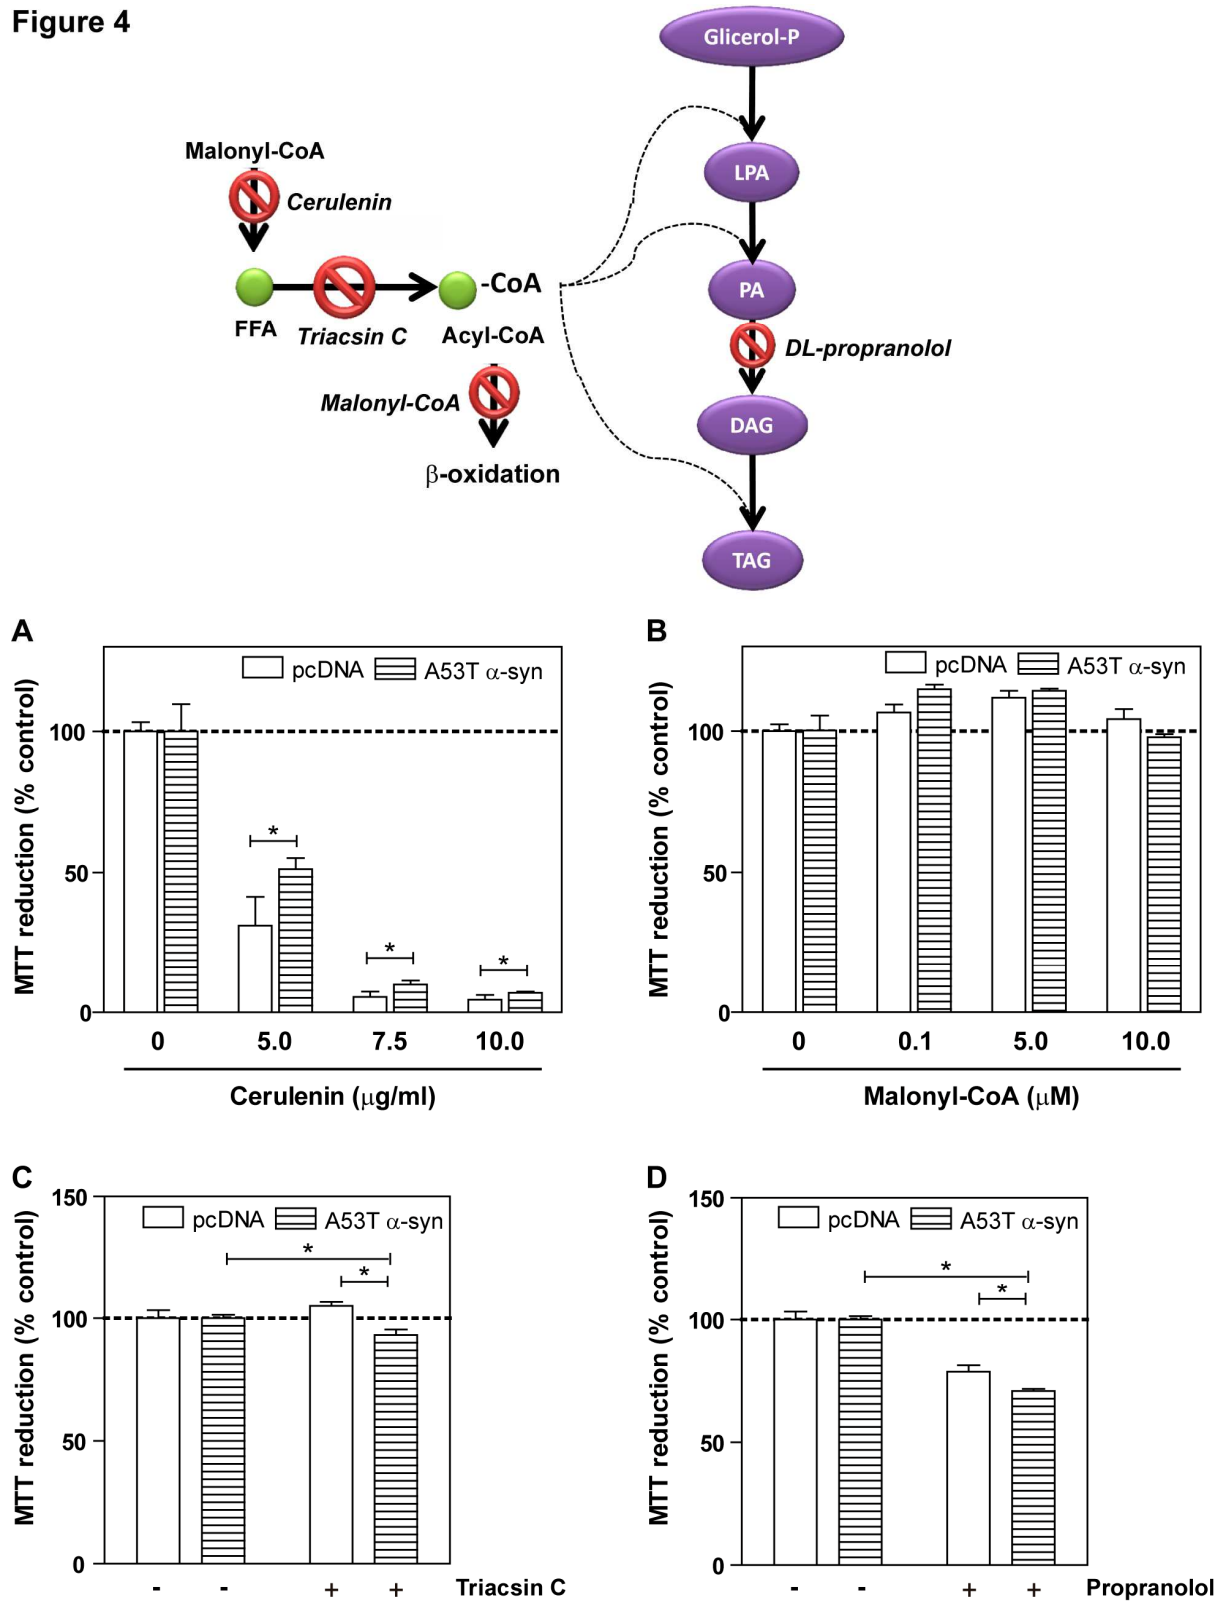 Figure 4
Glicerol-P
Malonyl-CoA
LPA
Cerulenin
-CoA
PA
FFA
Triacsin C
Acyl-CoA
DL-propranolol
Malonyl-CoA
DAG
β-oxidation
TAG
A
pcDNA
A53T α-syn
MTT reduction (% control)
100
50
0
*
*
*
0 5.0 7.5 10.0
Cerulenin (μg/ml)
B
pcDNA
A53T α-syn
MTT reduction (% control)
100
50
0
0 0.1 5.0 10.0
Malonyl-CoA (μM)
C
pcDNA
A53T α-syn
MTT reduction (% control)
150
100
50
0
*
*
- - + + Triacsin C
D
pcDNA
A53T α-syn
MTT reduction (% control)
150
100
50
0
*
*
- - + + Propranolol